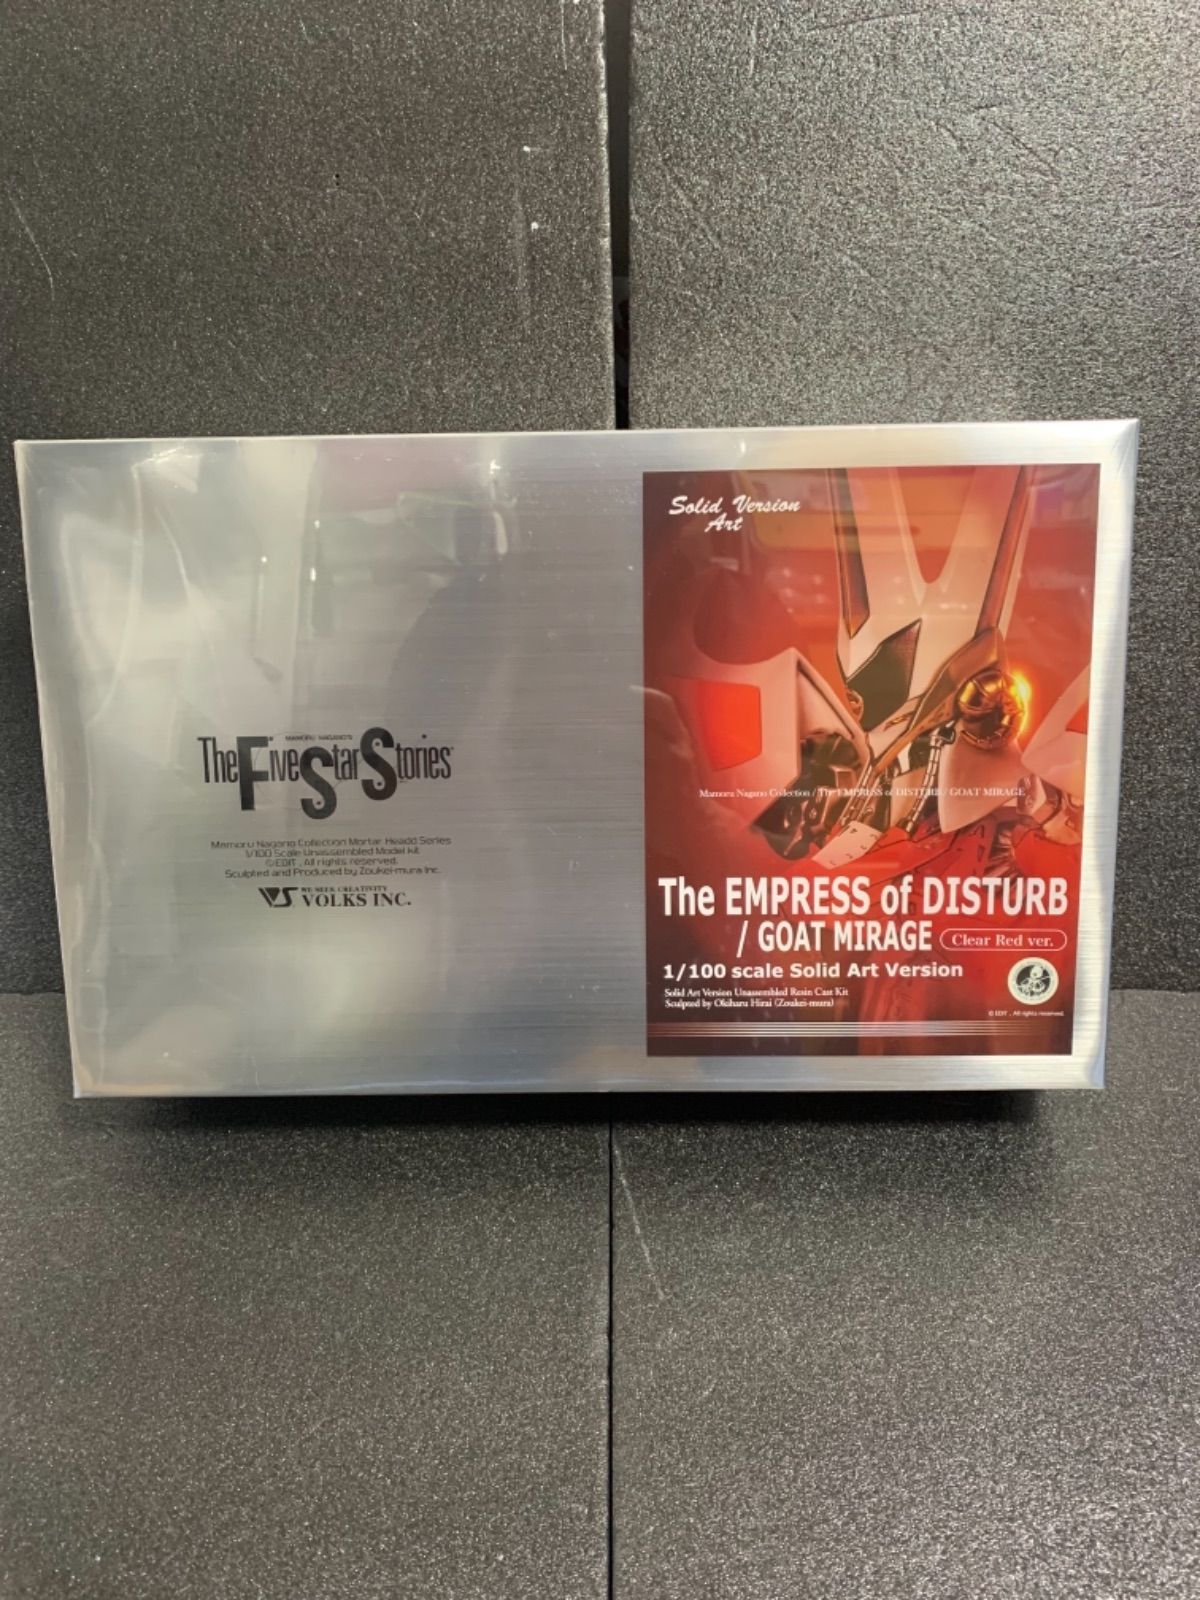 MAMORU NAGANO'S
The Five Star Stories
Mamoru Nagano Collection Mortar Headd Series
1/100 Scale Unassembled Model kit
©EDIT , All rights reserved.
Sculpted and Produced by Zoukei-mura Inc.
VS WE SEEK CREATIVITY
VOLKS INC.
Solid Version
Art
Mamoru Nagano Collection / The EMPRESS of DISTURB / GOAT MIRAGE
The EMPRESS of DISTURB
/ GOAT MIRAGE Clear Red ver.
1/100 scale Solid Art Version
Solid Art Version Unassembled Resin Cast Kit
Sculpted by Okiharu Hirai (Zoukei-mura)
© EDIT , All rights reserved.